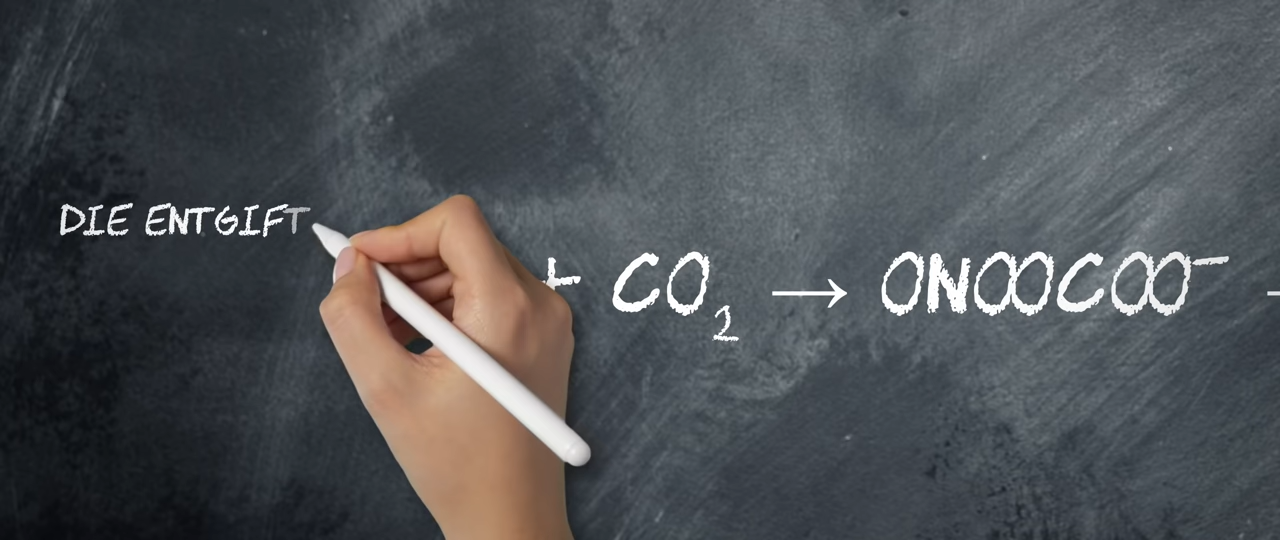 DIE ENTGIFT
+ CO₂ → ONOOCOO⁻ -